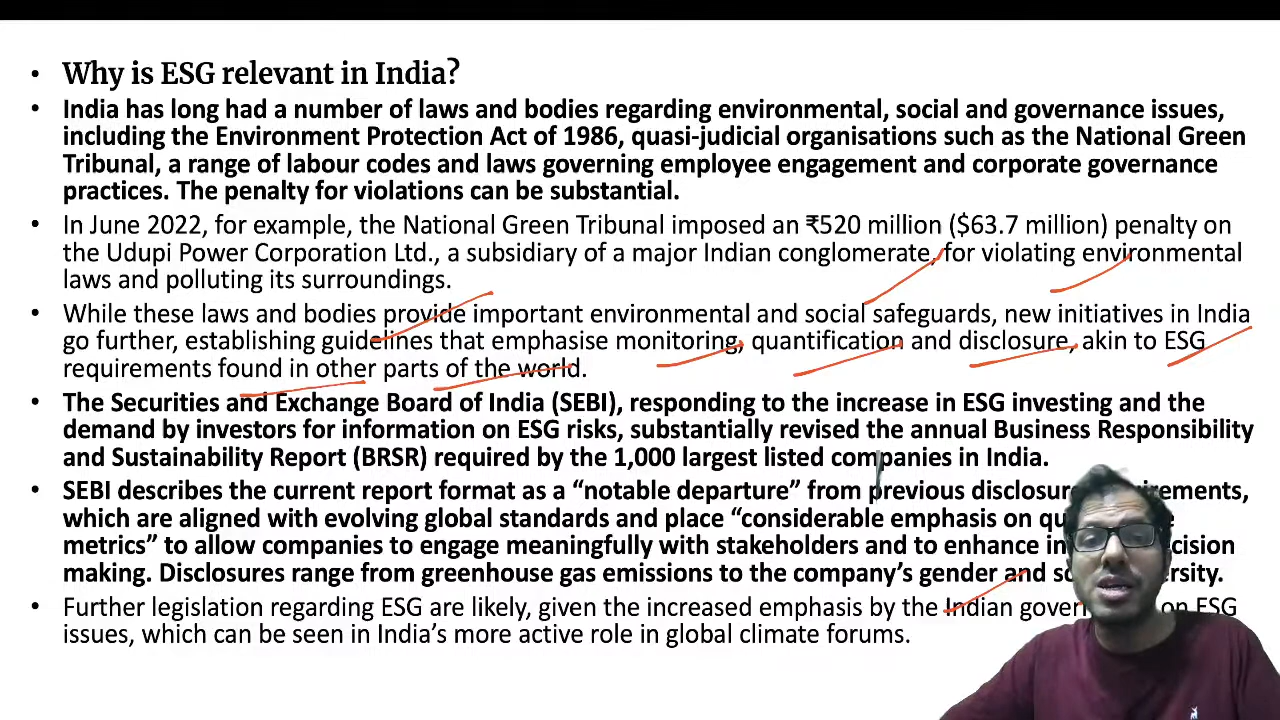 • Why is ESG relevant in India?
• India has long had a number of laws and bodies regarding environmental, social and governance issues,
including the Environment Protection Act of 1986, quasi-judicial organisations such as the National Green
Tribunal, a range of labour codes and laws governing employee engagement and corporate governance
practices. The penalty for violations can be substantial.
• In June 2022, for example, the National Green Tribunal imposed an ₹520 million ($63.7 million) penalty on
the Udupi Power Corporation Ltd., a subsidiary of a major Indian conglomerate, for violating environmental
laws and polluting its surroundings.
• While these laws and bodies provide important environmental and social safeguards, new initiatives in India
go further, establishing guidelines that emphasise monitoring, quantification and disclosure, akin to ESG
requirements found in other parts of the world.
• The Securities and Exchange Board of India (SEBI), responding to the increase in ESG investing and the
demand by investors for information on ESG risks, substantially revised the annual Business Responsibility
and Sustainability Report (BRSR) required by the 1,000 largest listed companies in India.
• SEBI describes the current report format as a “notable departure” from previous
which are aligned with evolving global standards and place “considerable emphasis on
metrics” to allow companies to engage meaningfully with stakeholders and to enhance
making. Disclosures range from greenhouse gas emissions to the company’s gender and
• Further legislation regarding ESG are likely, given the increased emphasis by the Indian on ESG
issues, which can be seen in India’s more active role in global climate forums.